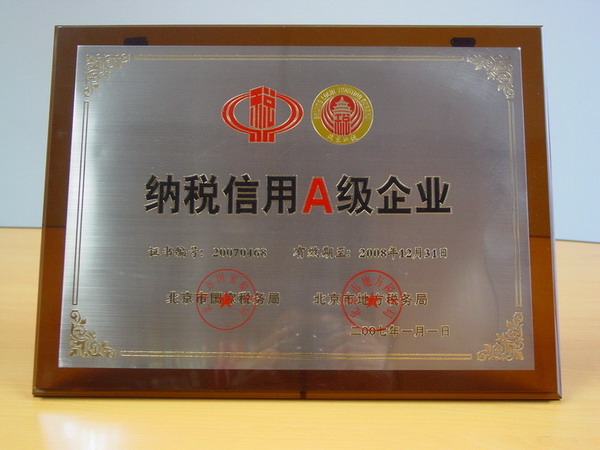 纳税信用A级企业
证书编号：20070468 有效期至：2008年12月31日
北京市国家税务局 北京市地方税务局
二〇〇七年一月一日